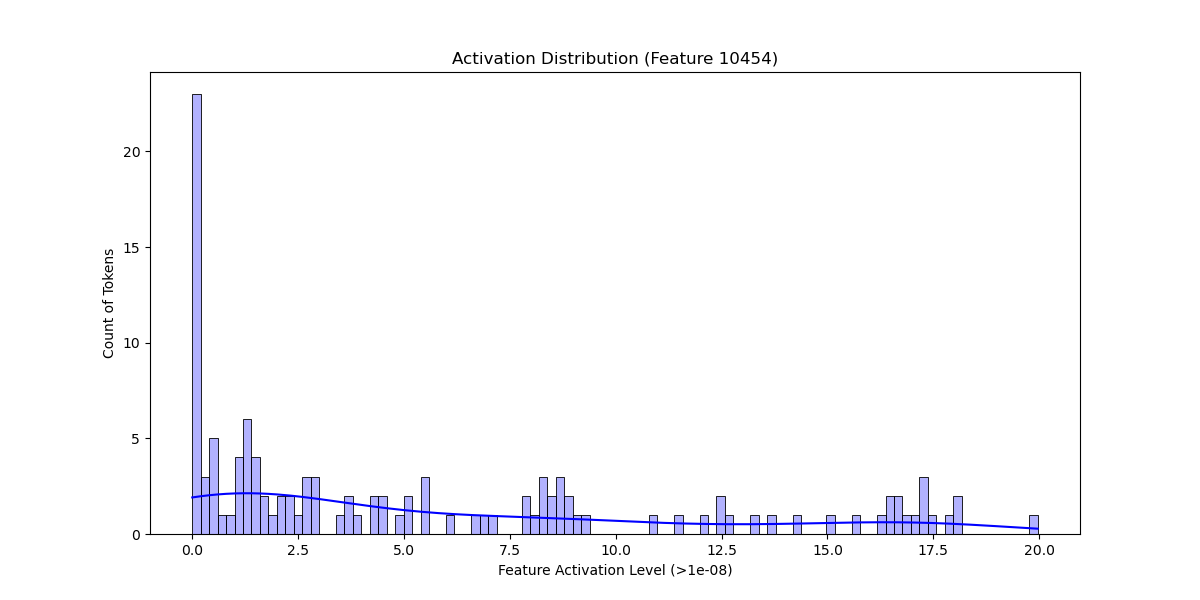 Activation Distribution (Feature 10454)
Count of Tokens
20
15
10
5
0
0.0 2.5 5.0 7.5 10.0 12.5 15.0 17.5 20.0
Feature Activation Level (>1e-08)